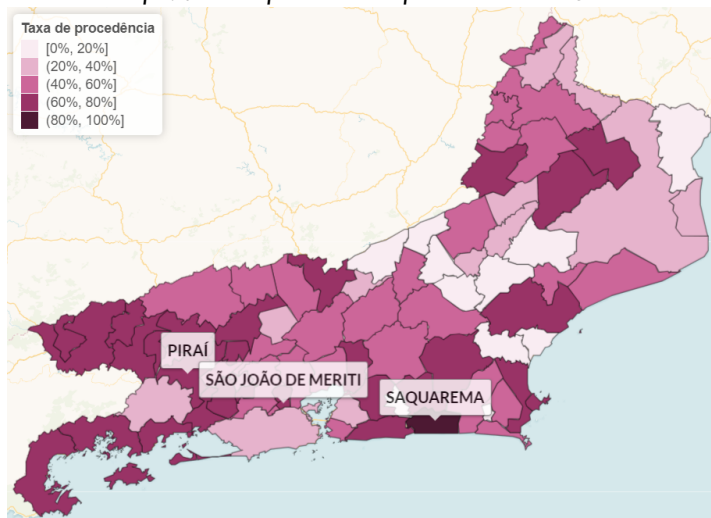 Taxa de procedência
[0%, 20%]
(20%, 40%]
(40%, 60%]
(60%, 80%]
(80%, 100%]
PIRAÍ
SÃO JOÃO DE MERITI
SAQUAREMA